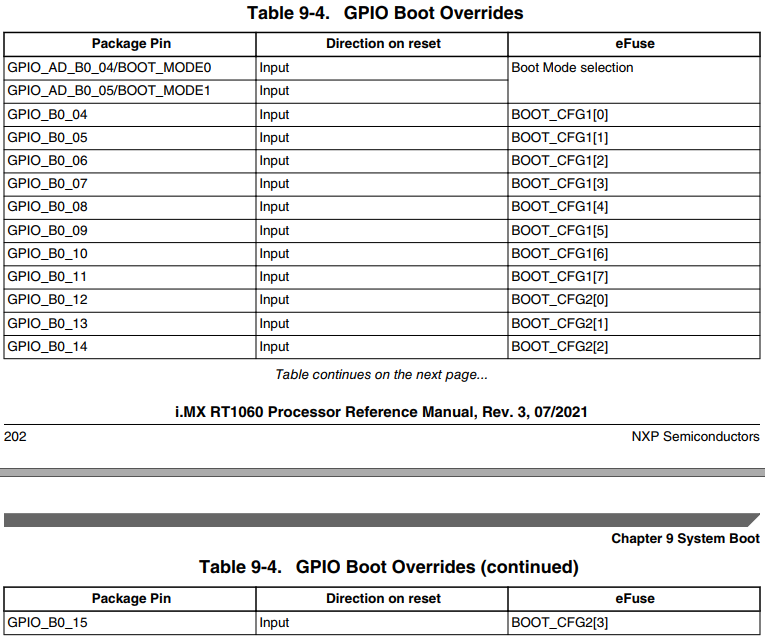 Table 9-4. GPIO Boot Overrides
Package Pin Direction on reset eFuse
GPIO_AD_B0_04/BOOT_MODE0 Input Boot Mode selection
GPIO_AD_B0_05/BOOT_MODE1 Input
GPIO_B0_04 Input BOOT_CFG1[0]
GPIO_B0_05 Input BOOT_CFG1[1]
GPIO_B0_06 Input BOOT_CFG1[2]
GPIO_B0_07 Input BOOT_CFG1[3]
GPIO_B0_08 Input BOOT_CFG1[4]
GPIO_B0_09 Input BOOT_CFG1[5]
GPIO_B0_10 Input BOOT_CFG1[6]
GPIO_B0_11 Input BOOT_CFG1[7]
GPIO_B0_12 Input BOOT_CFG2[0]
GPIO_B0_13 Input BOOT_CFG2[1]
GPIO_B0_14 Input BOOT_CFG2[2]
Table continues on the next page...
i.MX RT1060 Processor Reference Manual, Rev. 3, 07/2021
202 NXP Semiconductors
Chapter 9 System Boot
Table 9-4. GPIO Boot Overrides (continued)
Package Pin Direction on reset eFuse
GPIO_B0_15 Input BOOT_CFG2[3]